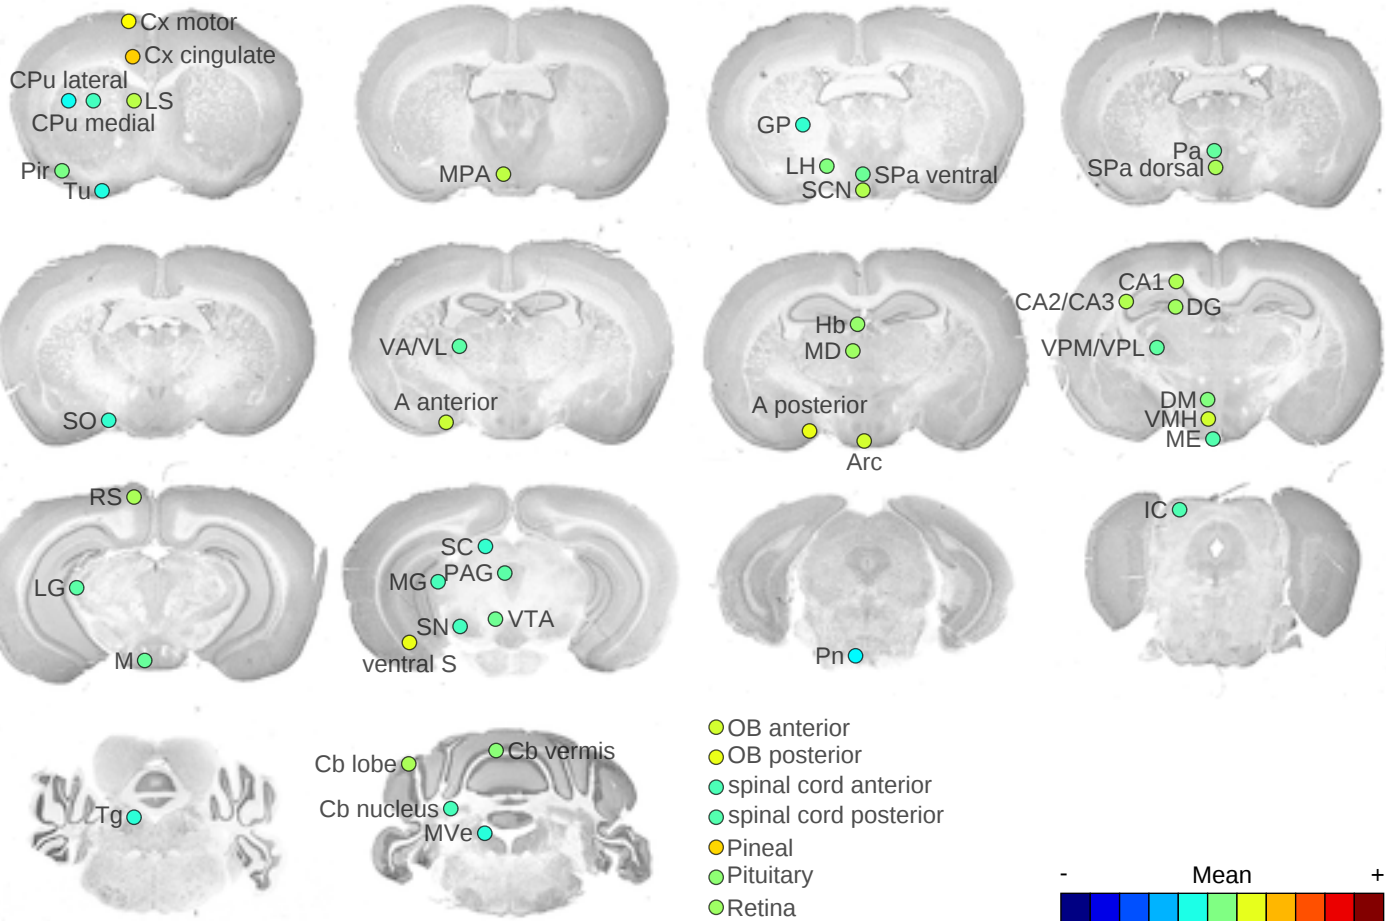 Cx motor
Cx cingulate
CPu lateral
LS
CPu medial
Pir
Tu
MPA
GP
LH
SPa ventral
SCN
Pa
SPa dorsal
SO
VA/VL
A anterior
Hb
MD
A posterior
Arc
CA1
CA2/CA3
DG
VPM/VPL
DM
VMH
ME
RS
LG
M
SC
PAG
MG
SN
VTA
ventral S
Pn
IC
Tg
Cb vermis
Cb lobe
Cb nucleus
MVe
OB anterior
OB posterior
spinal cord anterior
spinal cord posterior
Pineal
Pituitary
Retina
- Mean +